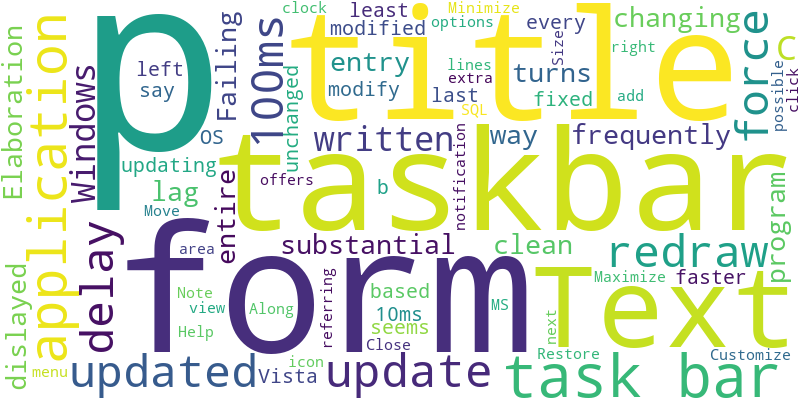 clock
least
Minimize
changing
Elaboration
application
p
left
say
Failing
100ms
title
modified
options
every
Size
right
force
C
possible
click
Windows
entry
modify
lines
extra
turns
unchanged
last
SQL
fixed
add
OS
written
way
frequently
updating
lag
Move
entire
taskbar
offers
b
notification
delay
form
area
substantial
clean
redraw
program
dislayed
Note
view
Help
Along
referring
based
10ms
seems
MS
Text
Maximize
faster
next
menu
updated
Vista
icon
Close
update
Restore
task bar
Customize